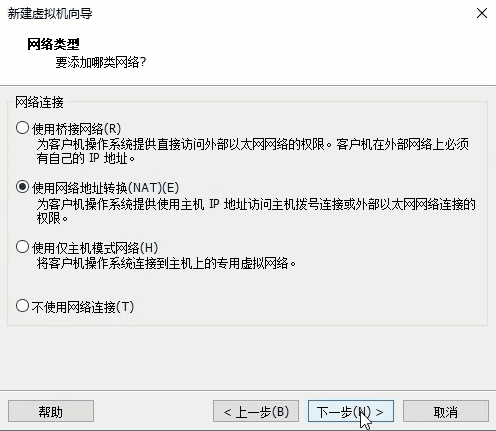 新建虚拟机向导
网络类型
要添加哪类网络?
网络连接
使用桥接网络(R)
为客户机操作系统提供直接访问外部以太网网络的权限。客户机在外部网络上必须
有自己的 IP 地址。
使用网络地址转换(NAT)(E)
为客户机操作系统提供使用主机 IP 地址访问主机拨号连接或外部以太网网络连接的
权限。
使用仅主机模式网络(H)
将客户机操作系统连接到主机上的专用虚拟网络。
不使用网络连接(T)
帮助
< 上一步(B)
下一步(N) >
取消